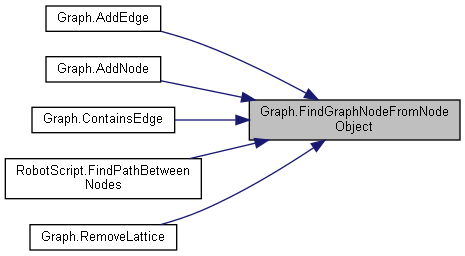 Graph.AddEdge
Graph.AddNode
Graph.ContainsEdge
RobotScript.FindPathBetween
Nodes
Graph.RemoveLattice
Graph.FindGraphNodeFromNode
Object